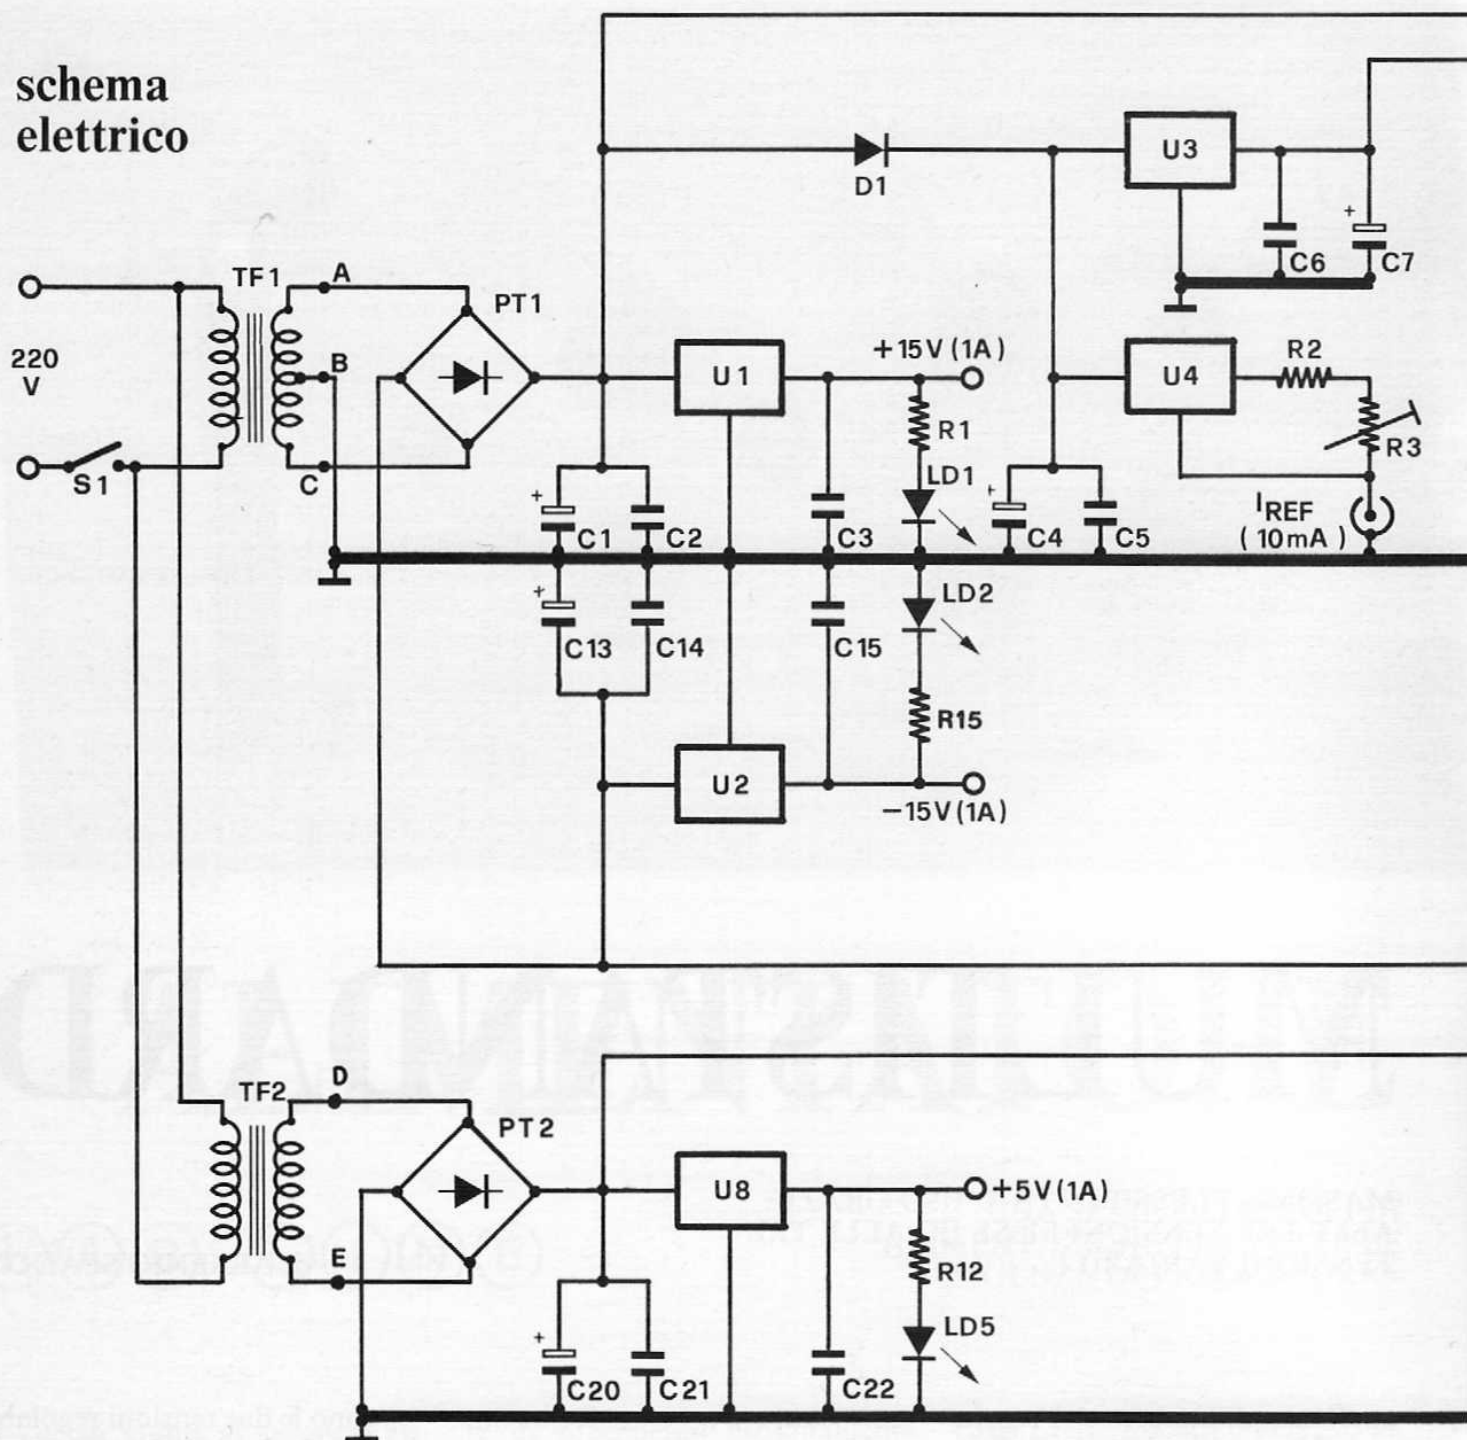 schema
elettrico
U3
D1
+
C6
C7
TF1
A
PT1
220
V
B
U1
+15V (1A)
U4
R2
R1
R3
S1
C
LD1
+
C1
C2
C3
+
C4
C5
IREF
(10mA)
+
C13
C14
C15
LD2
R15
U2
−15V (1A)
TF2
D
PT2
U8
+5V (1A)
E
R12
+
C20
C21
C22
LD5